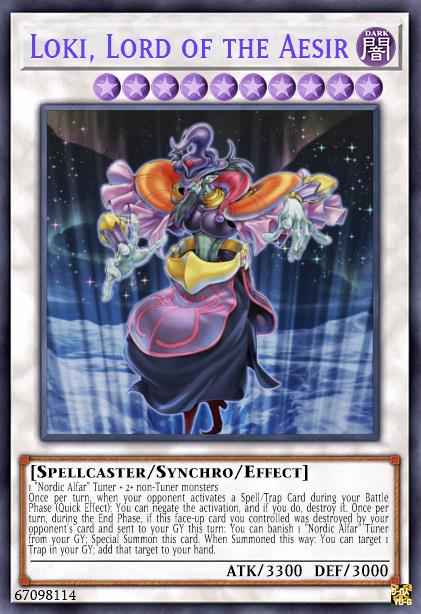 Loki, Lord of the Aesir
DARK
闇
[Spellcaster/Synchro/Effect]
1 "Nordic Alfar" Tuner + 2+ non-Tuner monsters
Once per turn, when your opponent activates a Spell/Trap Card during your Battle
Phase (Quick Effect): You can negate the activation, and if you do, destroy it. Once per
turn, during the End Phase, if this face-up card you controlled was destroyed by your
opponent's card and sent to your GY this turn: You can banish 1 "Nordic Alfar" Tuner
from your GY; Special Summon this card. When Summoned this way: You can target 1
Trap in your GY; add that target to your hand.
ATK/3300 DEF/3000
67098114